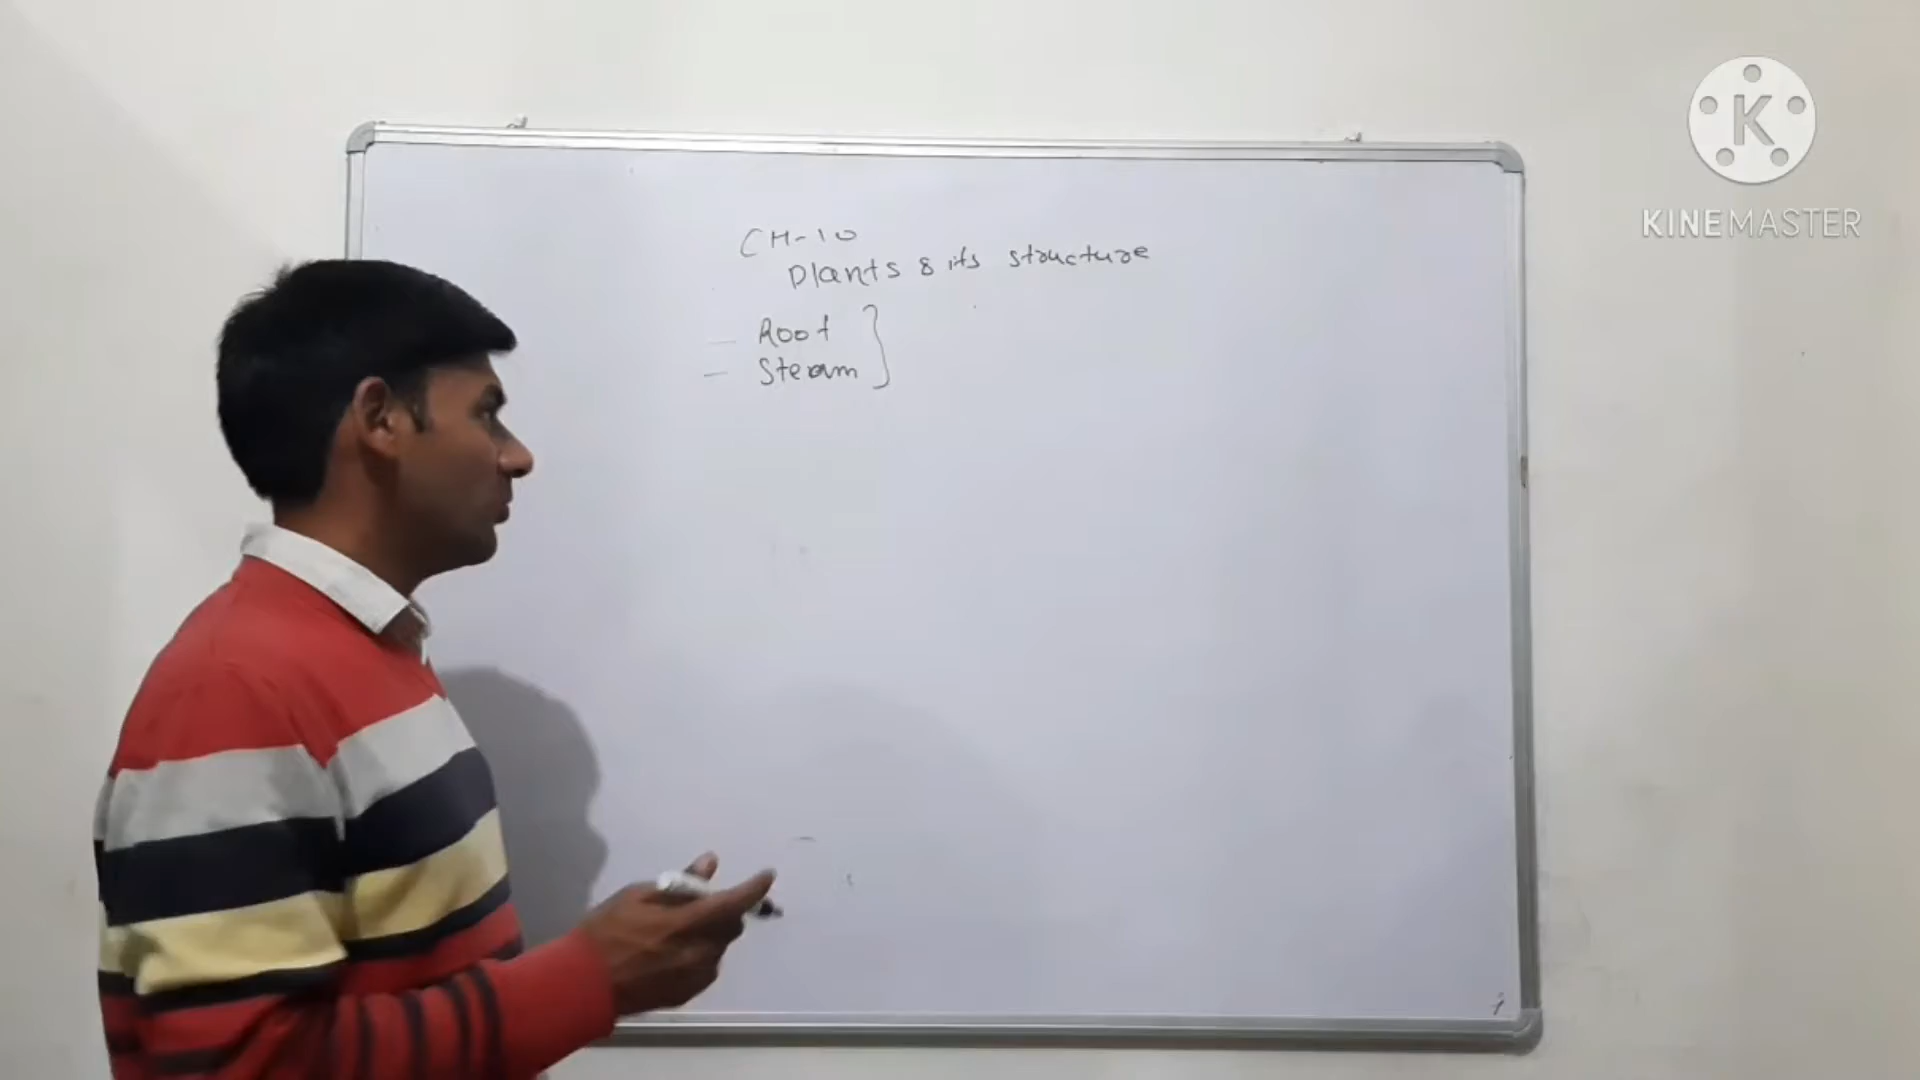 CH-10
Plants & its structure
— Root
— Steam
K
KINEMASTER